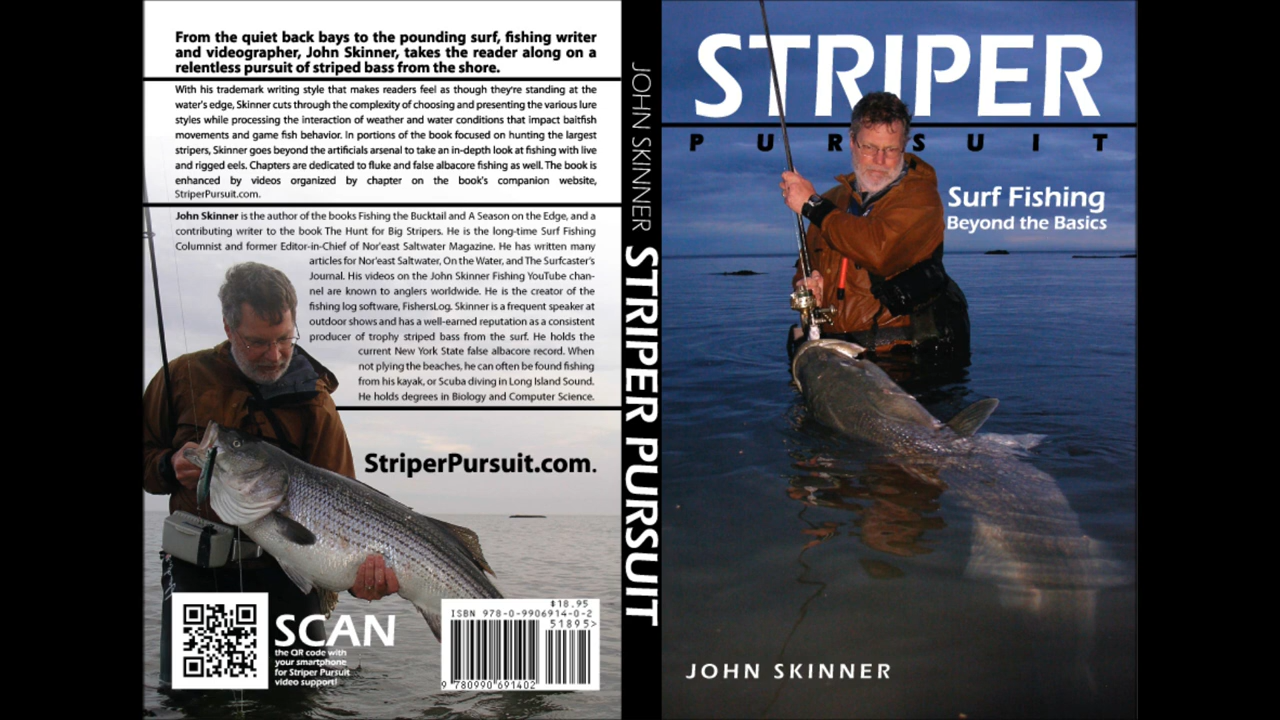 From the quiet back bays to the pounding surf, fishing writer
and videographer, John Skinner, takes the reader along on a
relentless pursuit of striped bass from the shore.
With his trademark writing style that makes readers feel as though they're standing at the
water's edge, Skinner cuts through the complexity of choosing and presenting the various lure
styles while processing the interaction of weather and water conditions that impact baitfish
movements and game fish behavior. In portions of the book focused on hunting the largest
stripers, Skinner goes beyond the artificials arsenal to take an in-depth look at fishing with live
and rigged eels. Chapters are dedicated to fluke and false albacore fishing as well. The book is
enhanced by videos organized by chapter on the book's companion website,
StriperPursuit.com.
John Skinner is the author of the books Fishing the Bucktail and A Season on the Edge, and a
contributing writer to the book The Hunt for Big Stripers. He is the long-time Surf Fishing
Columnist and former Editor-in-Chief of Nor'east Saltwater Magazine. He has written many
articles for Nor'east Saltwater, On the Water, and The Surfcaster's
Journal. His videos on the John Skinner Fishing YouTube chan-
nel are known to anglers worldwide. He is the creator of the
fishing log software, FishersLog. Skinner is a frequent speaker at
outdoor shows and has a well-earned reputation as a consistent
producer of trophy striped bass from the surf. He holds the
current New York State false albacore record. When
not plying the beaches, he can often be found fishing
from his kayak, or Scuba diving in Long Island Sound.
He holds degrees in Biology and Computer Science.
StriperPursuit.com.
SCAN
the QR code with
your smartphone
for Striper Pursuit
video support!
$18.95
ISBN 978-0-9906914-0-2
51895>
9 780990 691402
JOHN SKINNER STRIPER PURSUIT
STRIPER
PURSUIT
Surf Fishing
Beyond the Basics
JOHN SKINNER